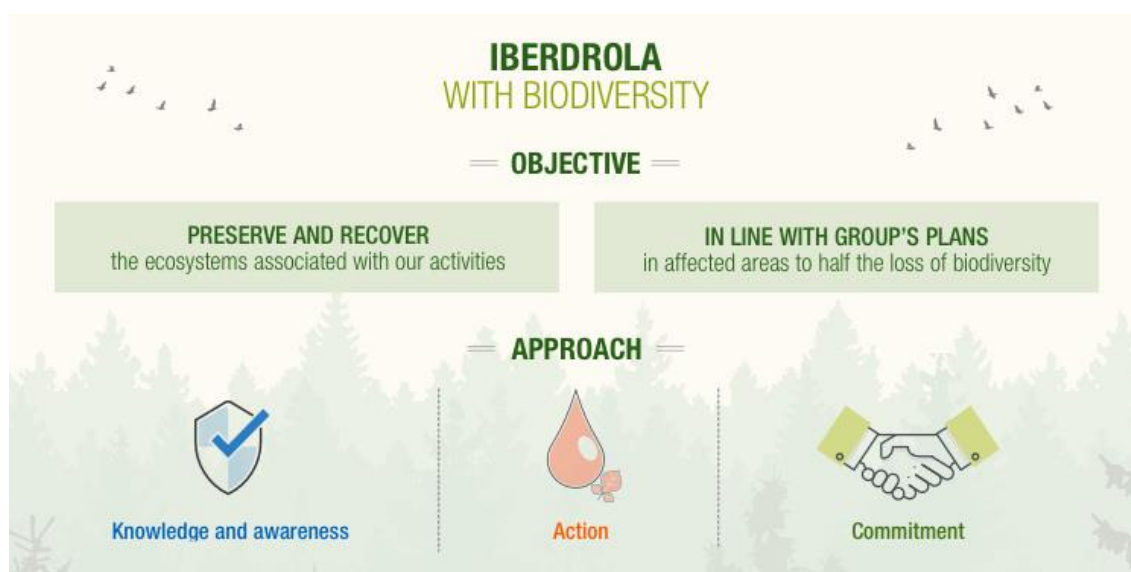 IBERDROLA
WITH BIODIVERSITY
OBJECTIVE
PRESERVE AND RECOVER
the ecosystems associated with our activities
IN LINE WITH GROUP'S PLANS
in affected areas to half the loss of biodiversity
APPROACH
Knowledge and awareness
Action
Commitment